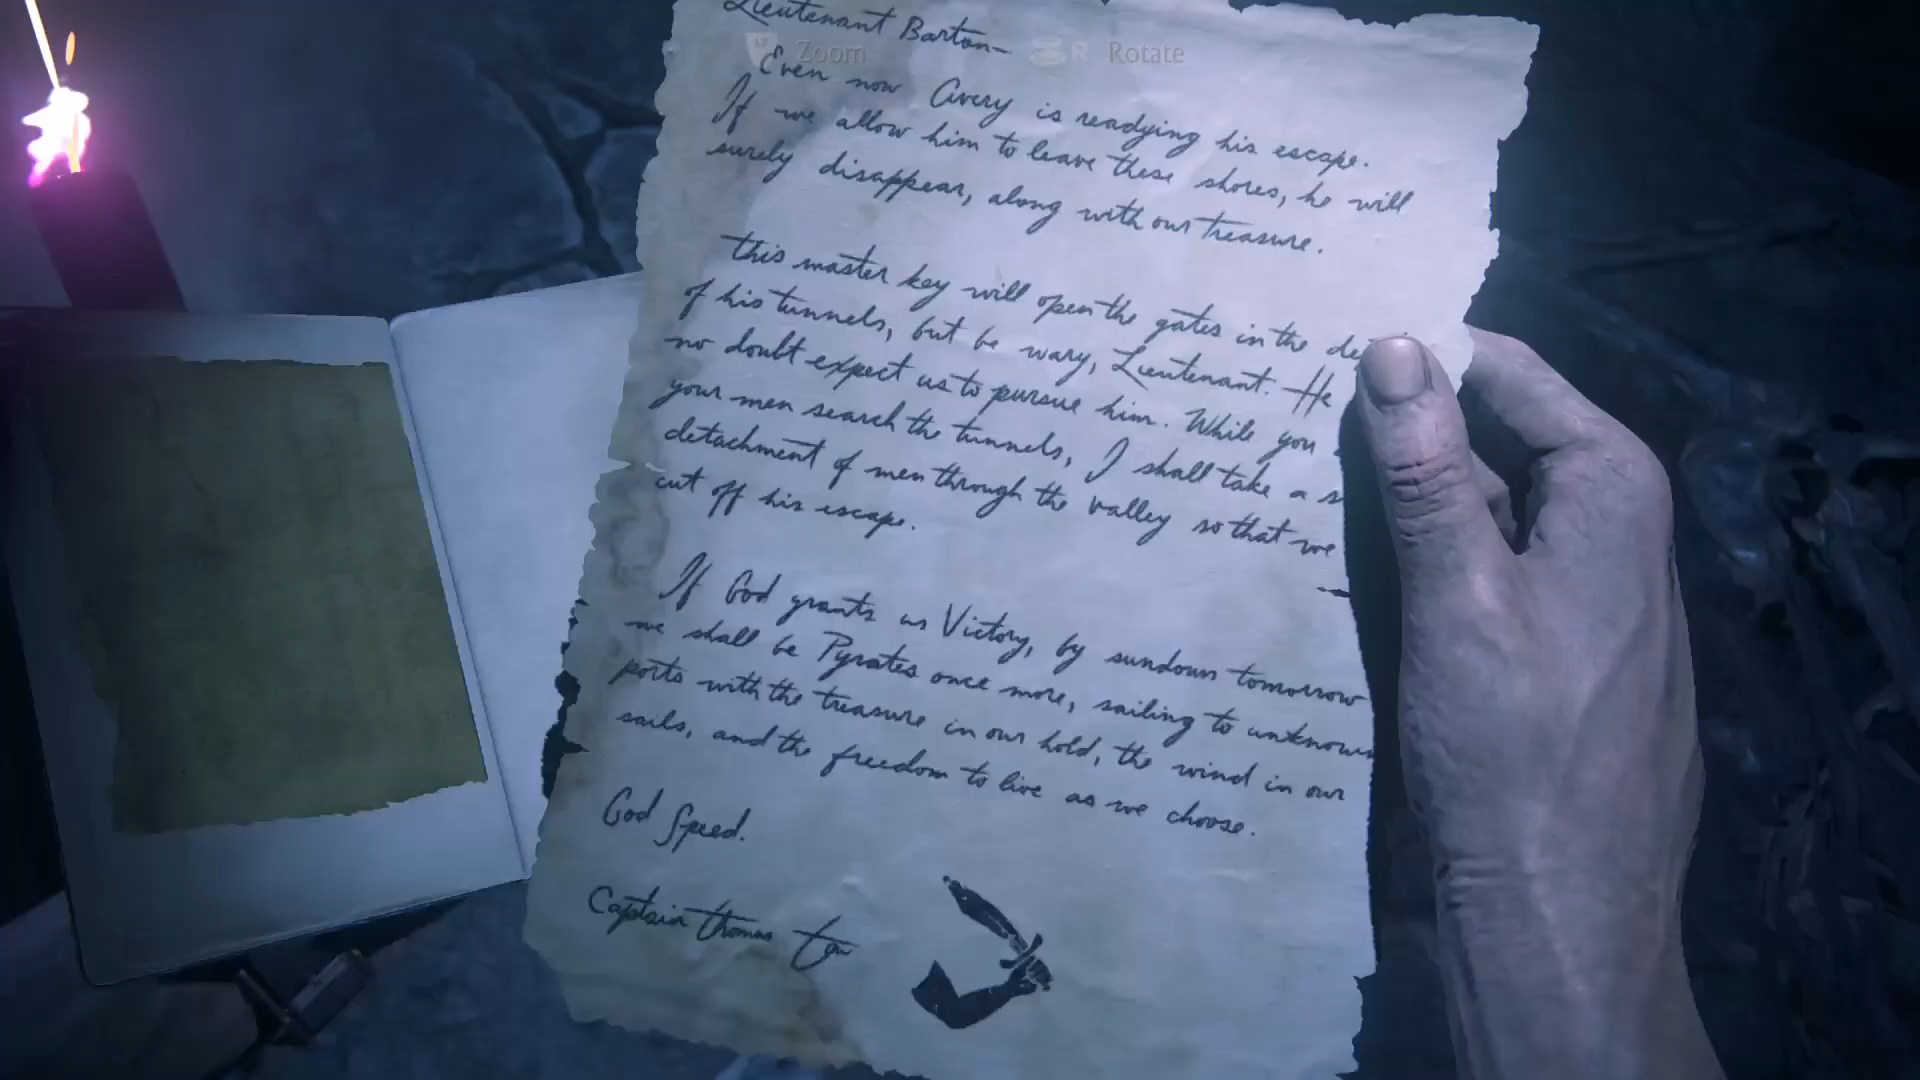 Lieutenant Barton—
Zoom R Rotate
Even now Avery is readying his escape.
If we allow him to leave these shores, he will
surely disappear, along with our treasure.
This master key will open the gates in the
of his tunnels, but be wary, Lieutenant. He
no doubt expect us to pursue him. While you
your men search the tunnels, I shall take a
detachment of men through the valley so that we
cut off his escape.
If God grants us Victory, by sundown tomorrow
we shall be Pyrates once more, sailing to unknown
ports with the treasure in our hold, the wind in our
sails, and the freedom to live as we choose.
God Speed.
Captain Thomas Tew